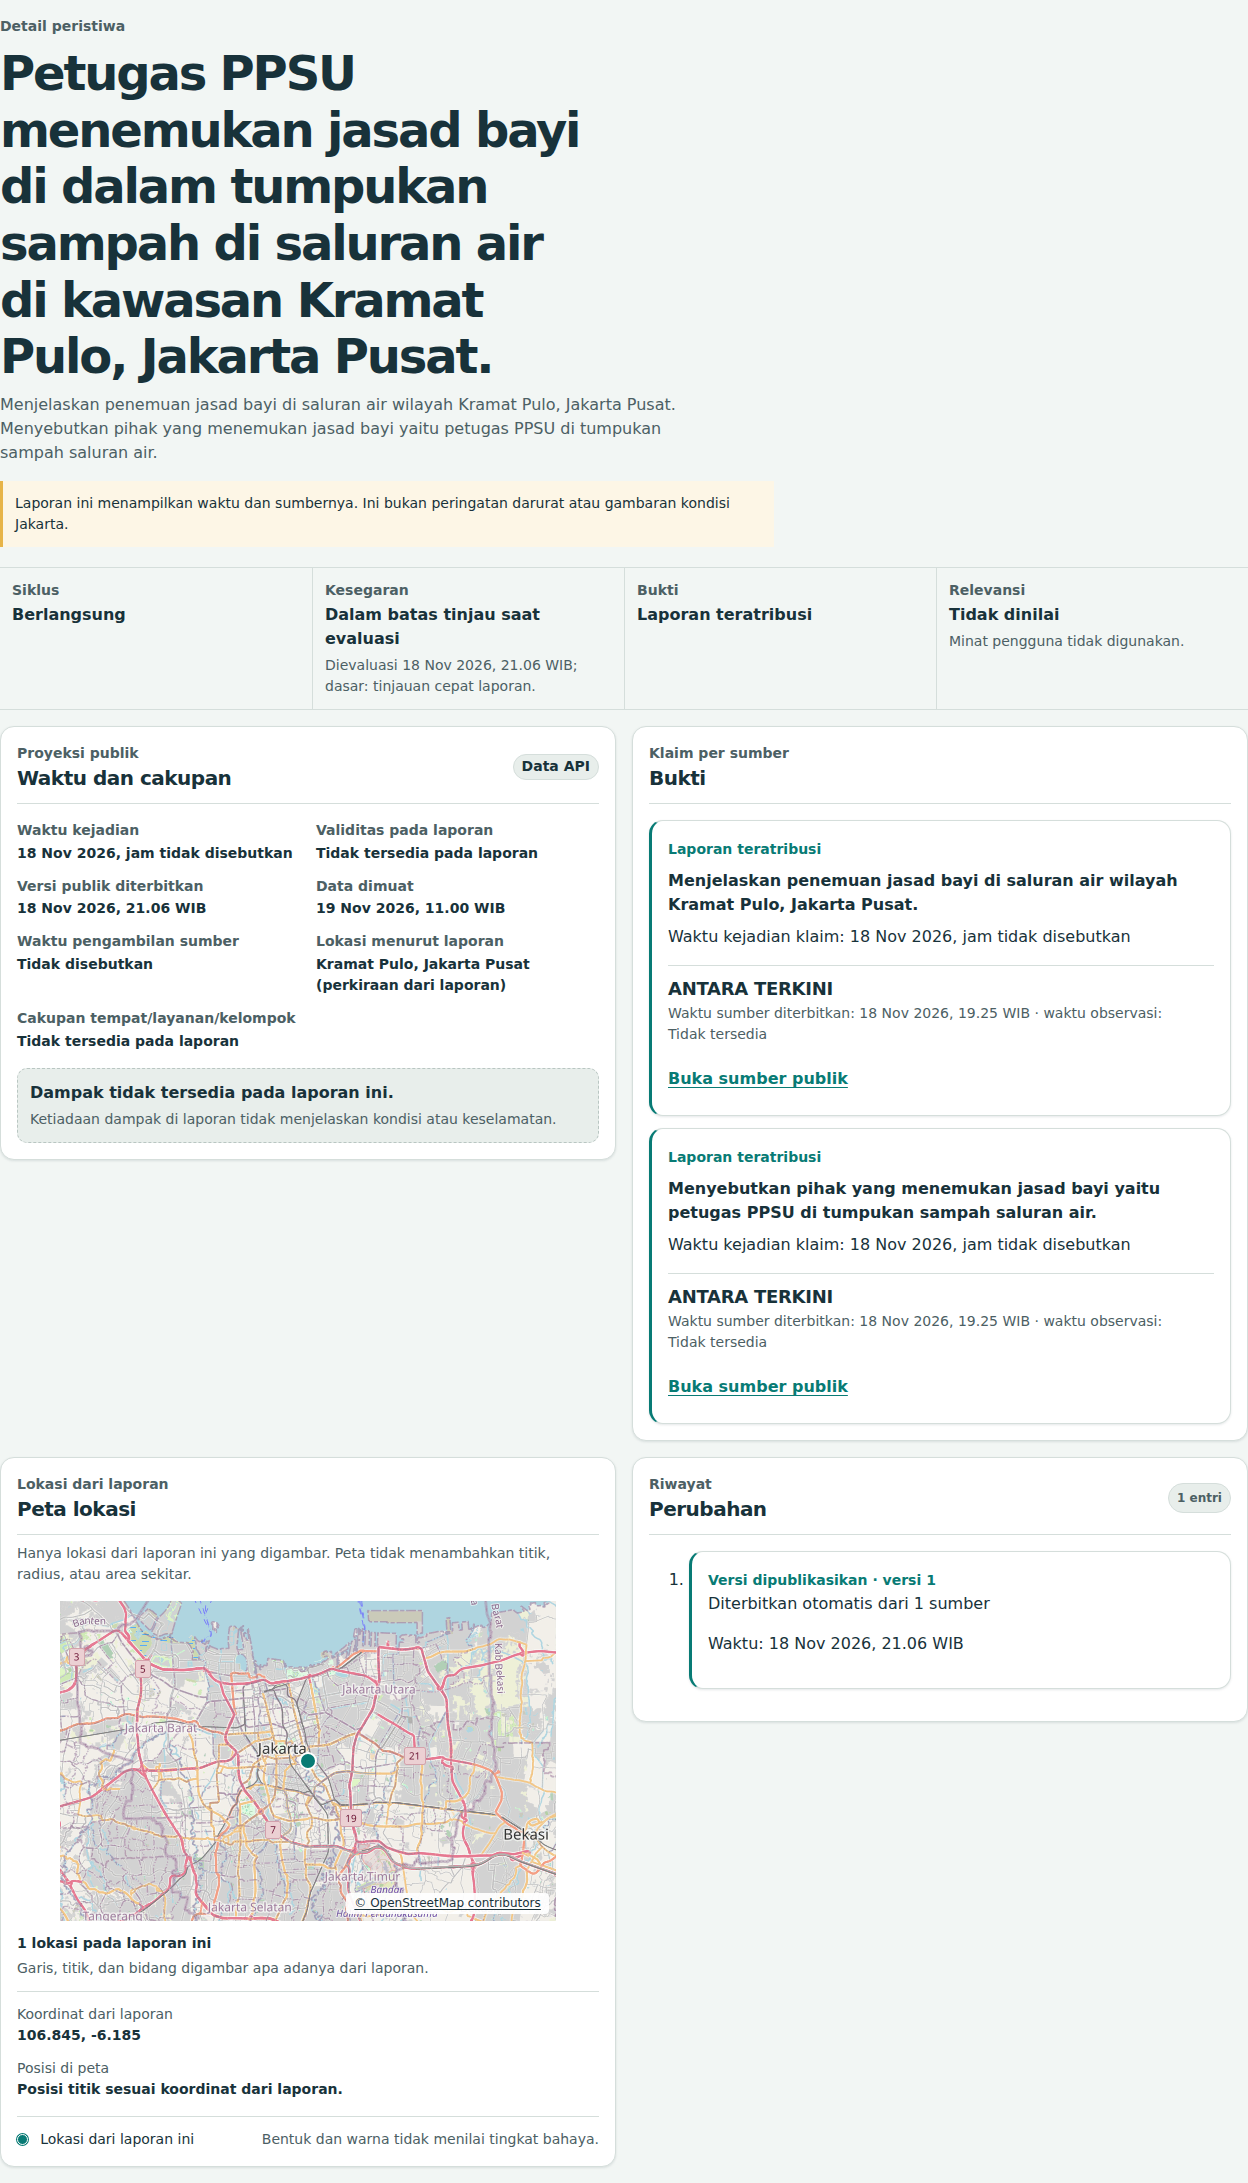 Detail peristiwa
Petugas PPSU
menemukan jasad bayi
di dalam tumpukan
sampah di saluran air
di kawasan Kramat
Pulo, Jakarta Pusat.
Menjelaskan penemuan jasad bayi di saluran air wilayah Kramat Pulo, Jakarta Pusat.
Menyebutkan pihak yang menemukan jasad bayi yaitu petugas PPSU di tumpukan
sampah saluran air.
Laporan ini menampilkan waktu dan sumbernya. Ini bukan peringatan darurat atau gambaran kondisi
Jakarta.
Siklus
Berlangsung
Kesegaran
Dalam batas tinjau saat
evaluasi
Dievaluasi 18 Nov 2026, 21.06 WIB;
dasar: tinjauan cepat laporan.
Bukti
Laporan teratribusi
Relevansi
Tidak dinilai
Minat pengguna tidak digunakan.
Proyeksi publik
Waktu dan cakupan
Data API
Waktu kejadian
18 Nov 2026, jam tidak disebutkan
Validitas pada laporan
Tidak tersedia pada laporan
Versi publik diterbitkan
18 Nov 2026, 21.06 WIB
Data dimuat
19 Nov 2026, 11.00 WIB
Waktu pengambilan sumber
Tidak disebutkan
Lokasi menurut laporan
Kramat Pulo, Jakarta Pusat
(perkiraan dari laporan)
Cakupan tempat/layanan/kelompok
Tidak tersedia pada laporan
Dampak tidak tersedia pada laporan ini.
Ketiadaan dampak di laporan tidak menjelaskan kondisi atau keselamatan.
Klaim per sumber
Bukti
Laporan teratribusi
Menjelaskan penemuan jasad bayi di saluran air wilayah
Kramat Pulo, Jakarta Pusat.
Waktu kejadian klaim: 18 Nov 2026, jam tidak disebutkan
ANTARA TERKINI
Waktu sumber diterbitkan: 18 Nov 2026, 19.25 WIB · waktu observasi:
Tidak tersedia
Buka sumber publik
Laporan teratribusi
Menyebutkan pihak yang menemukan jasad bayi yaitu
petugas PPSU di tumpukan sampah saluran air.
Waktu kejadian klaim: 18 Nov 2026, jam tidak disebutkan
ANTARA TERKINI
Waktu sumber diterbitkan: 18 Nov 2026, 19.25 WIB · waktu observasi:
Tidak tersedia
Buka sumber publik
Lokasi dari laporan
Peta lokasi
Hanya lokasi dari laporan ini yang digambar. Peta tidak menambahkan titik,
radius, atau area sekitar.
Banten
Barat
Kab Bekasi
3
5
Jakarta Utara
Jakarta Barat
Jakarta
21
19
7
Bekasi
Jakarta Timur
Bandar
Jakarta Selatan
Tangerang
© OpenStreetMap contributors
1 lokasi pada laporan ini
Garis, titik, dan bidang digambar apa adanya dari laporan.
Koordinat dari laporan
106.845, -6.185
Posisi di peta
Posisi titik sesuai koordinat dari laporan.
Lokasi dari laporan ini
Bentuk dan warna tidak menilai tingkat bahaya.
Riwayat
Perubahan
1 entri
1.
Versi dipublikasikan · versi 1
Diterbitkan otomatis dari 1 sumber
Waktu: 18 Nov 2026, 21.06 WIB